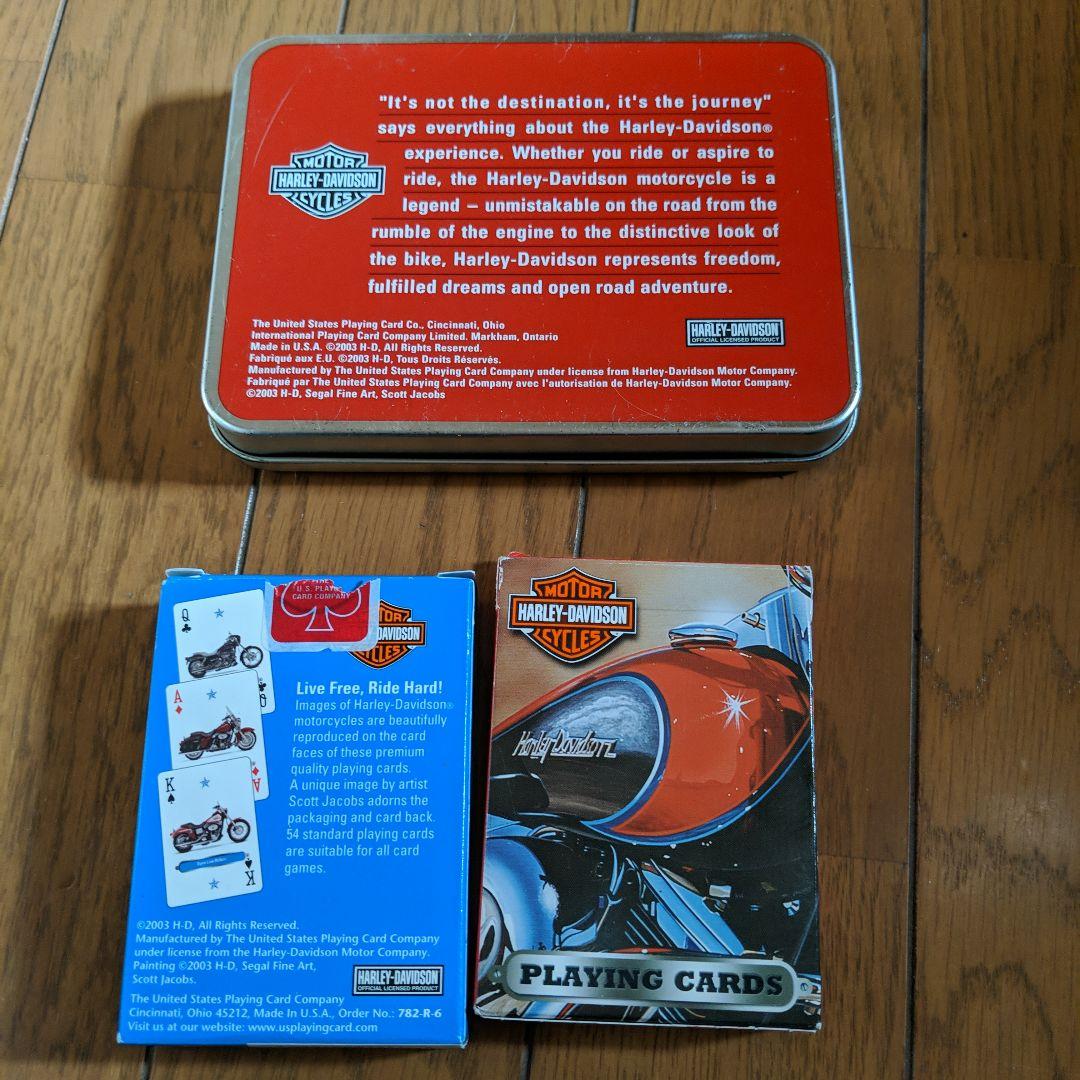 "It's not the destination, it's the journey"
says everything about the Harley-Davidson®
experience. Whether you ride or aspire to
ride, the Harley-Davidson motorcycle is a
legend – unmistakable on the road from the
rumble of the engine to the distinctive look of
the bike, Harley-Davidson represents freedom,
fulfilled dreams and open road adventure.
MOTOR
HARLEY-DAVIDSON
CYCLES
The United States Playing Card Co., Cincinnati, Ohio
International Playing Card Company Limited. Markham, Ontario
Made in U.S.A. ©2003 H-D, All Rights Reserved.
Fabriqué aux E.U. ©2003 H-D, Tous Droits Réservés.
Manufactured by The United States Playing Card Company under license from Harley-Davidson Motor Company.
Fabriqué par The United States Playing Card Company avec l'autorisation de Harley-Davidson Motor Company.
©2003 H-D, Segal Fine Art, Scott Jacobs
HARLEY-DAVIDSON
OFFICIAL LICENSED PRODUCT
Q
Q
A
A
K
K
THE
U.S. PLAYING
CARD COMPANY
MOTOR
DAVIDSON
CYCLES
Live Free, Ride Hard!
Images of Harley-Davidson®
motorcycles are beautifully
reproduced on the card
faces of these premium
quality playing cards.
A unique image by artist
Scott Jacobs adorns the
packaging and card back.
54 standard playing cards
are suitable for all card
games.
©2003 H-D, All Rights Reserved.
Manufactured by The United States Playing Card Company
under license from the Harley-Davidson Motor Company.
Painting ©2003 H-D, Segal Fine Art,
Scott Jacobs.
HARLEY-DAVIDSON
OFFICIAL LICENSED PRODUCT
The United States Playing Card Company
Cincinnati, Ohio 45212, Made In U.S.A., Order No.: 782-R-6
Visit us at our website: www.usplayingcard.com
MOTOR
HARLEY-DAVIDSON
CYCLES
Harley-Davidson
PLAYING CARDS